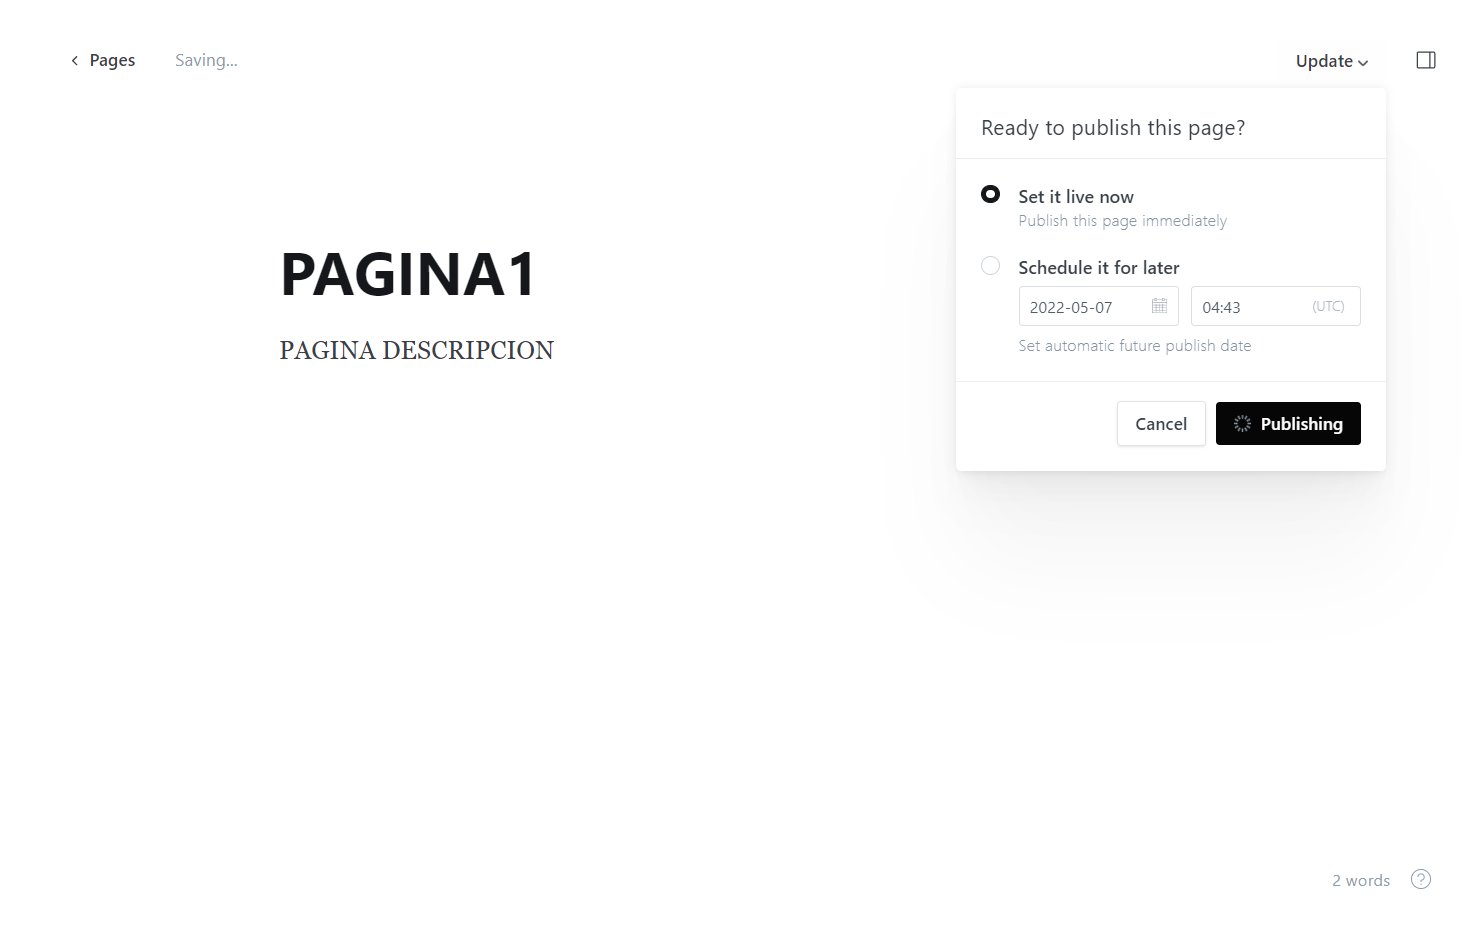 Pages
Saving...
Update
Ready to publish this page?
Set it live now
Publish this page immediately
PAGINA1
Schedule it for later
2022-05-07
04:43
(UTC)
PAGINA DESCRIPCION
Set automatic future publish date
Cancel
Publishing
2 words
?